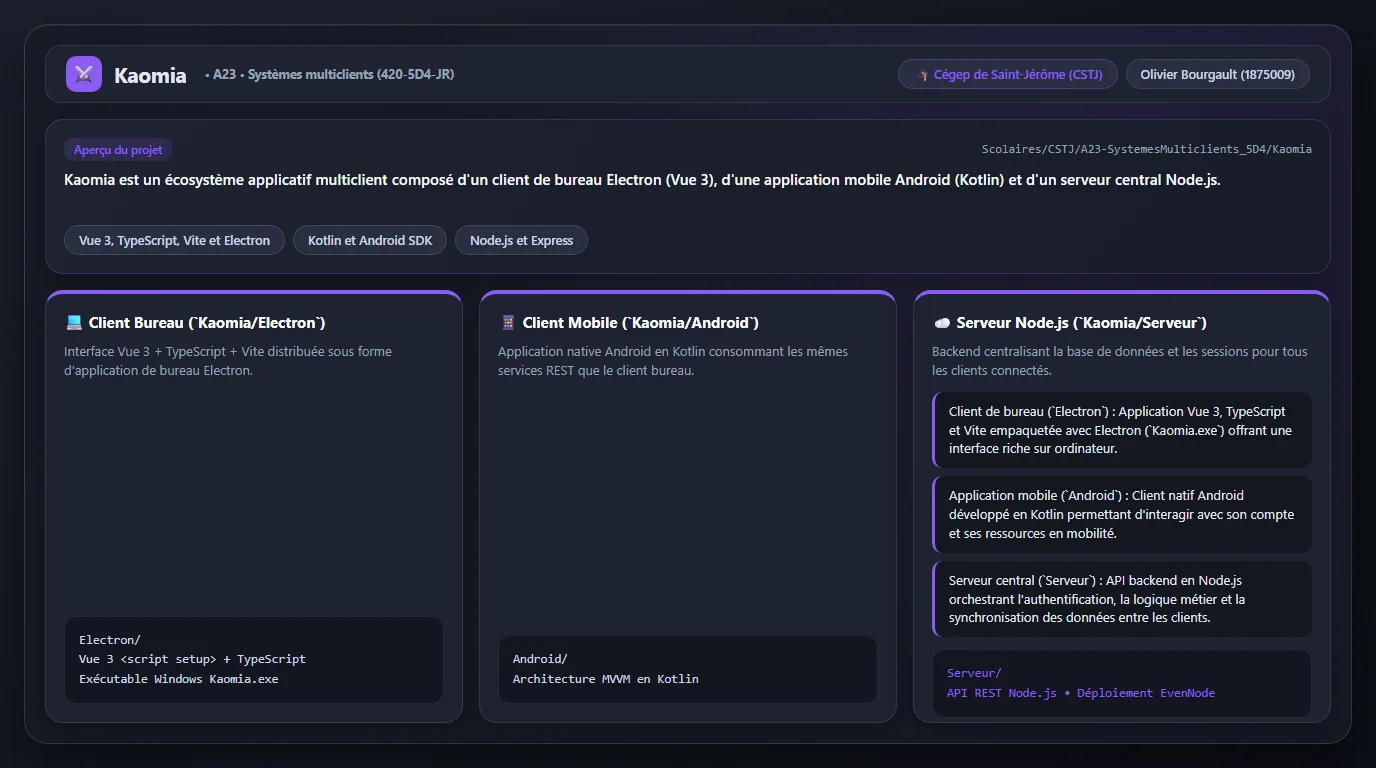 Kaomia
• A23 • Systèmes multiclients (420-5D4-JR)
Cégep de Saint-Jérôme (CSTJ)
Olivier Bourgault (1875009)
Aperçu du projet
Scolaires/CSTJ/A23-SystemesMulticlients_5D4/Kaomia
Kaomia est un écosystème applicatif multiclient composé d'un client de bureau Electron (Vue 3), d'une application mobile Android (Kotlin) et d'un serveur central Node.js.
Vue 3, TypeScript, Vite et Electron
Kotlin et Android SDK
Node.js et Express
Client Bureau (`Kaomia/Electron`)
Interface Vue 3 + TypeScript + Vite distribuée sous forme
d'application de bureau Electron.
Electron/
Vue 3 <script setup> + TypeScript
Exécutable Windows Kaomia.exe
Client Mobile (`Kaomia/Android`)
Application native Android en Kotlin consommant les mêmes
services REST que le client bureau.
Android/
Architecture MVVM en Kotlin
Serveur Node.js (`Kaomia/Serveur`)
Backend centralisant la base de données et les sessions pour tous
les clients connectés.
Client de bureau (`Electron`) : Application Vue 3, TypeScript
et Vite empaquetée avec Electron (`Kaomia.exe`) offrant une
interface riche sur ordinateur.
Application mobile (`Android`) : Client natif Android
développé en Kotlin permettant d'interagir avec son compte
et ses ressources en mobilité.
Serveur central (`Serveur`) : API backend en Node.js
orchestrant l'authentification, la logique métier et la
synchronisation des données entre les clients.
Serveur/
API REST Node.js • Déploiement EvenNode